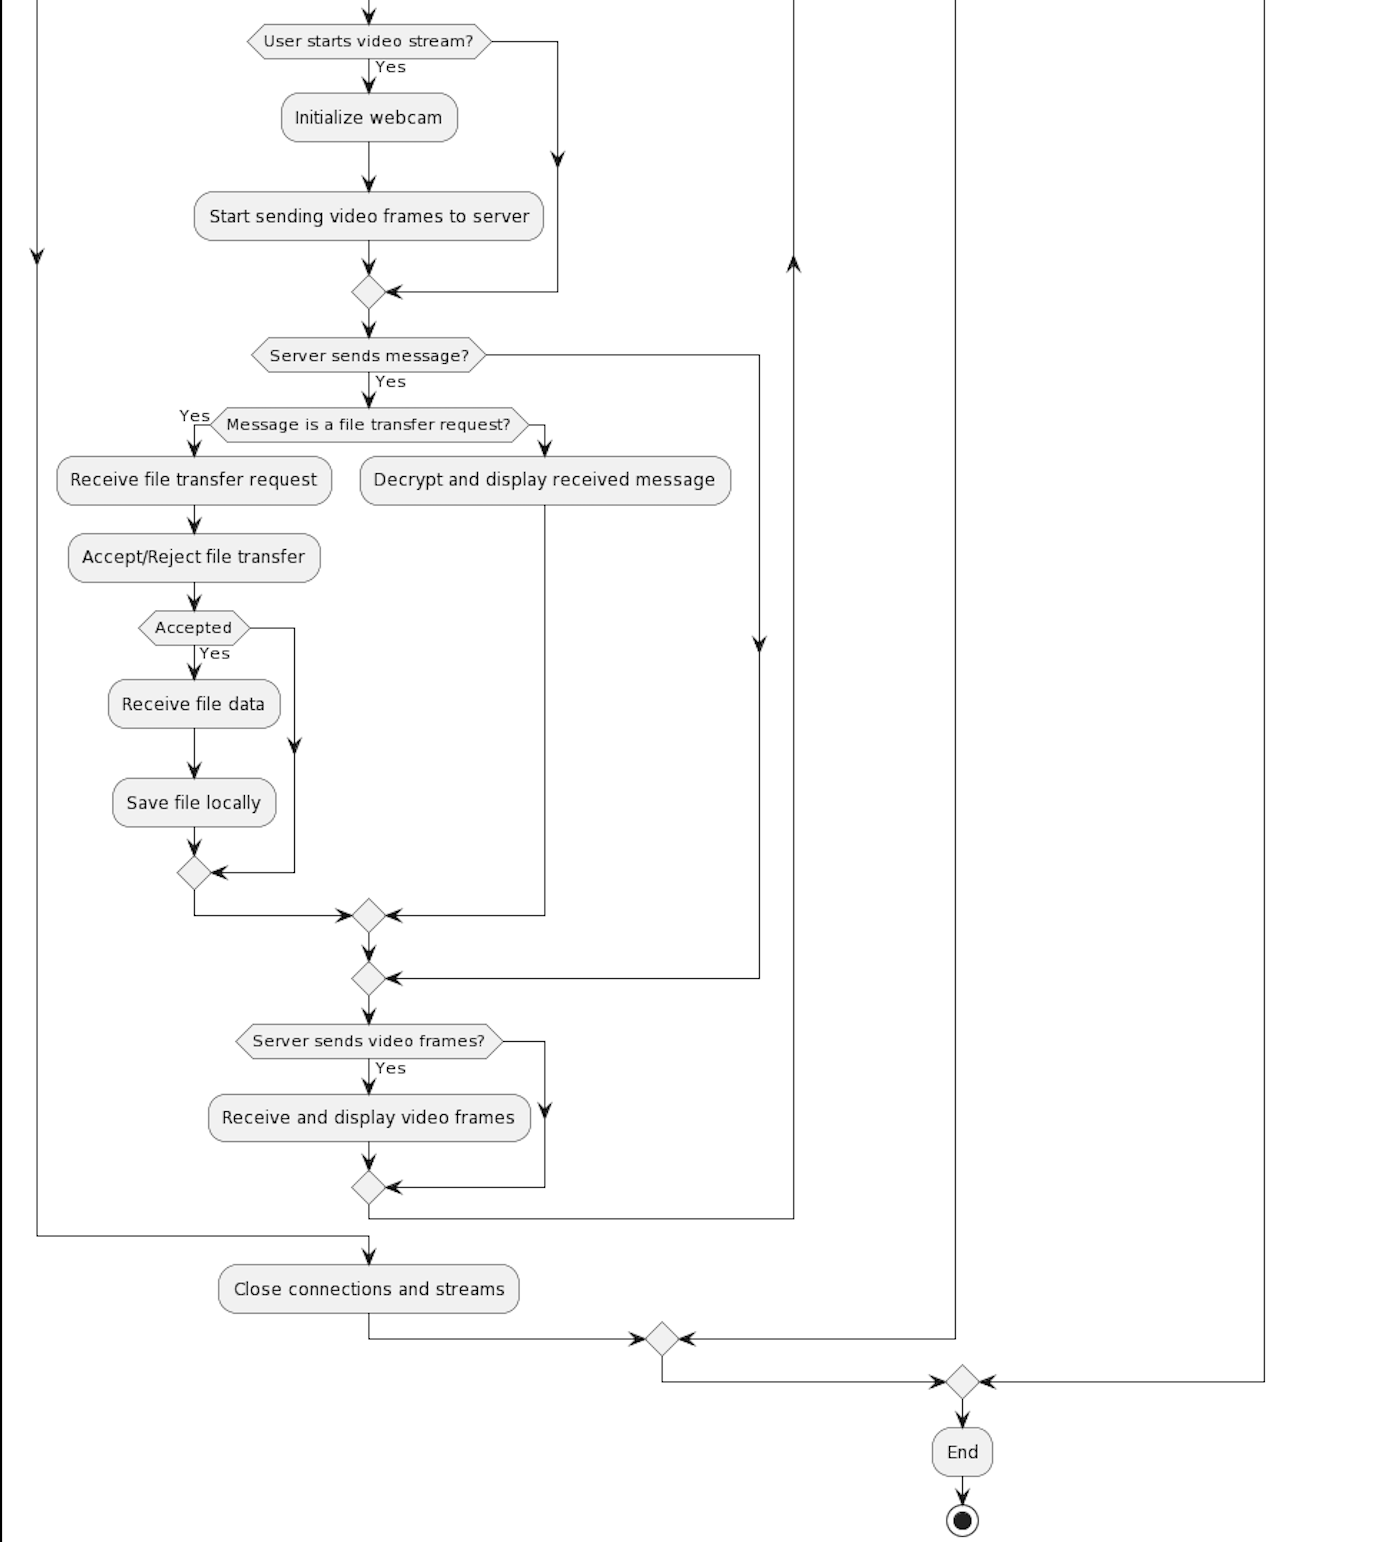 User starts video stream?
Yes
Initialize webcam
Start sending video frames to server
Server sends message?
Yes
Yes
Message is a file transfer request?
Receive file transfer request
Decrypt and display received message
Accept/Reject file transfer
Accepted
Yes
Receive file data
Save file locally
Server sends video frames?
Yes
Receive and display video frames
Close connections and streams
End